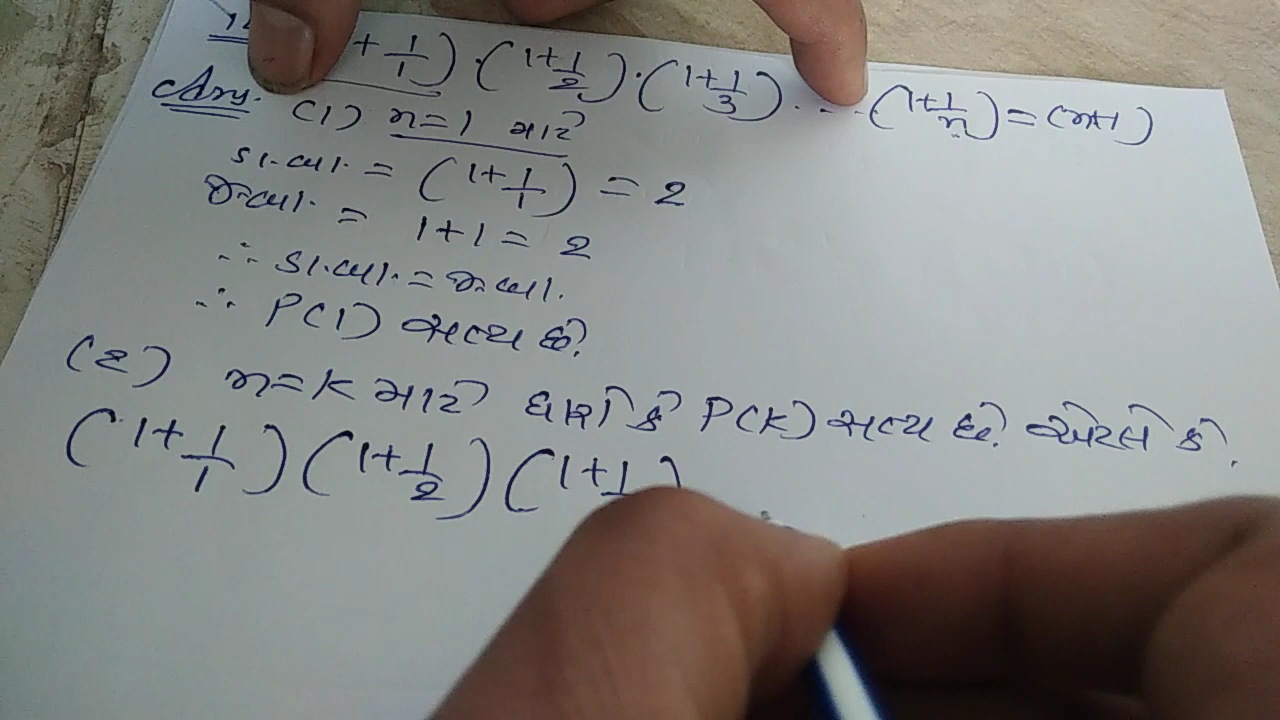 + 1/1) · (1+1/2) · (1+1/3) ... (1+1/n) = (n+1)
Ans. (1) n=1 માટે
ડા.બા. = (1+1/1) = 2
જ.બા. = 1+1 = 2
∴ ડા.બા. = જ.બા.
∴ P(1) સત્ય છે.
(2) n=k માટે ધારો કે P(k) સત્ય છે. એટલે કે,
(1+1/1) (1+1/2) (1+1